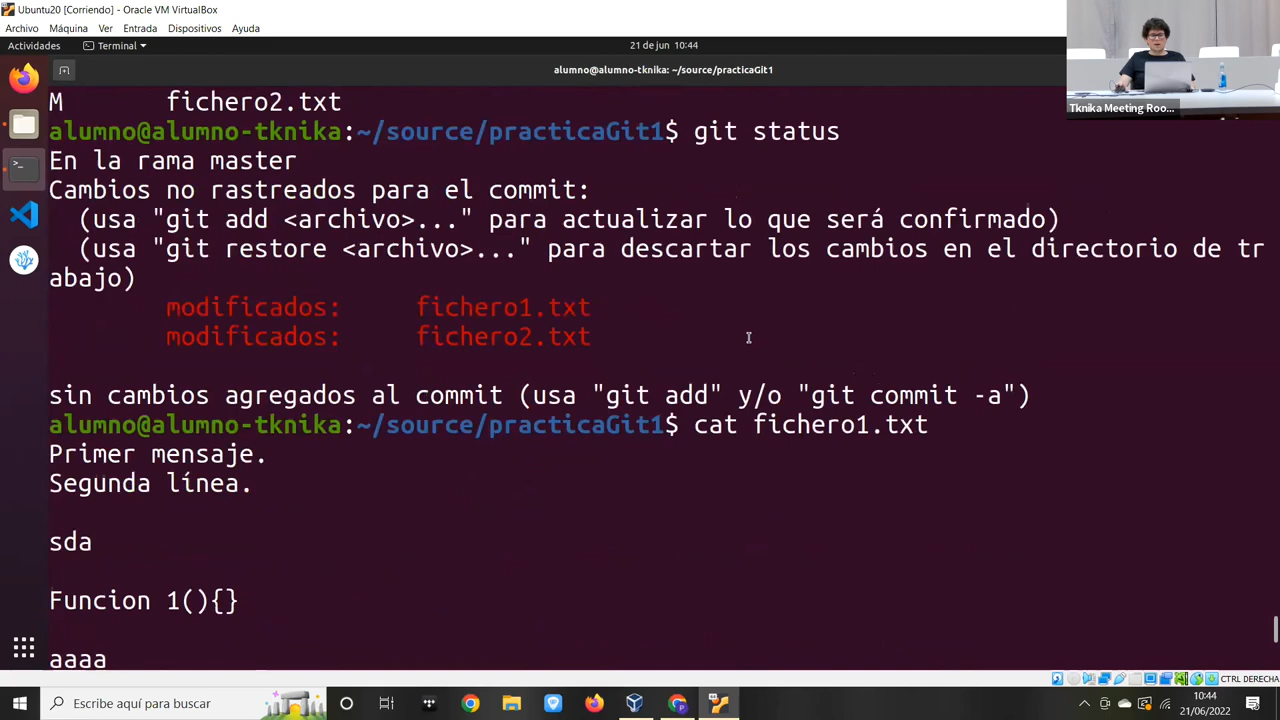 Ubuntu20 [Corriendo] - Oracle VM VirtualBox
Archivo Máquina Ver Entrada Dispositivos Ayuda
Actividades Terminal 21 de jun 10:44
alumno@alumno-tknika: ~/source/practicaGit1
Tknika Meeting Roo...
M fichero2.txt
alumno@alumno-tknika:~/source/practicaGit1$ git status
En la rama master
Cambios no rastreados para el commit:
(usa "git add <archivo>..." para actualizar lo que será confirmado)
(usa "git restore <archivo>..." para descartar los cambios en el directorio de tr
abajo)
modificados: fichero1.txt
modificados: fichero2.txt
sin cambios agregados al commit (usa "git add" y/o "git commit -a")
alumno@alumno-tknika:~/source/practicaGit1$ cat fichero1.txt
Primer mensaje.
Segunda línea.
sda
Funcion 1(){}
aaaa
CTRL DERECHA
Escribe aquí para buscar
10:44
21/06/2022